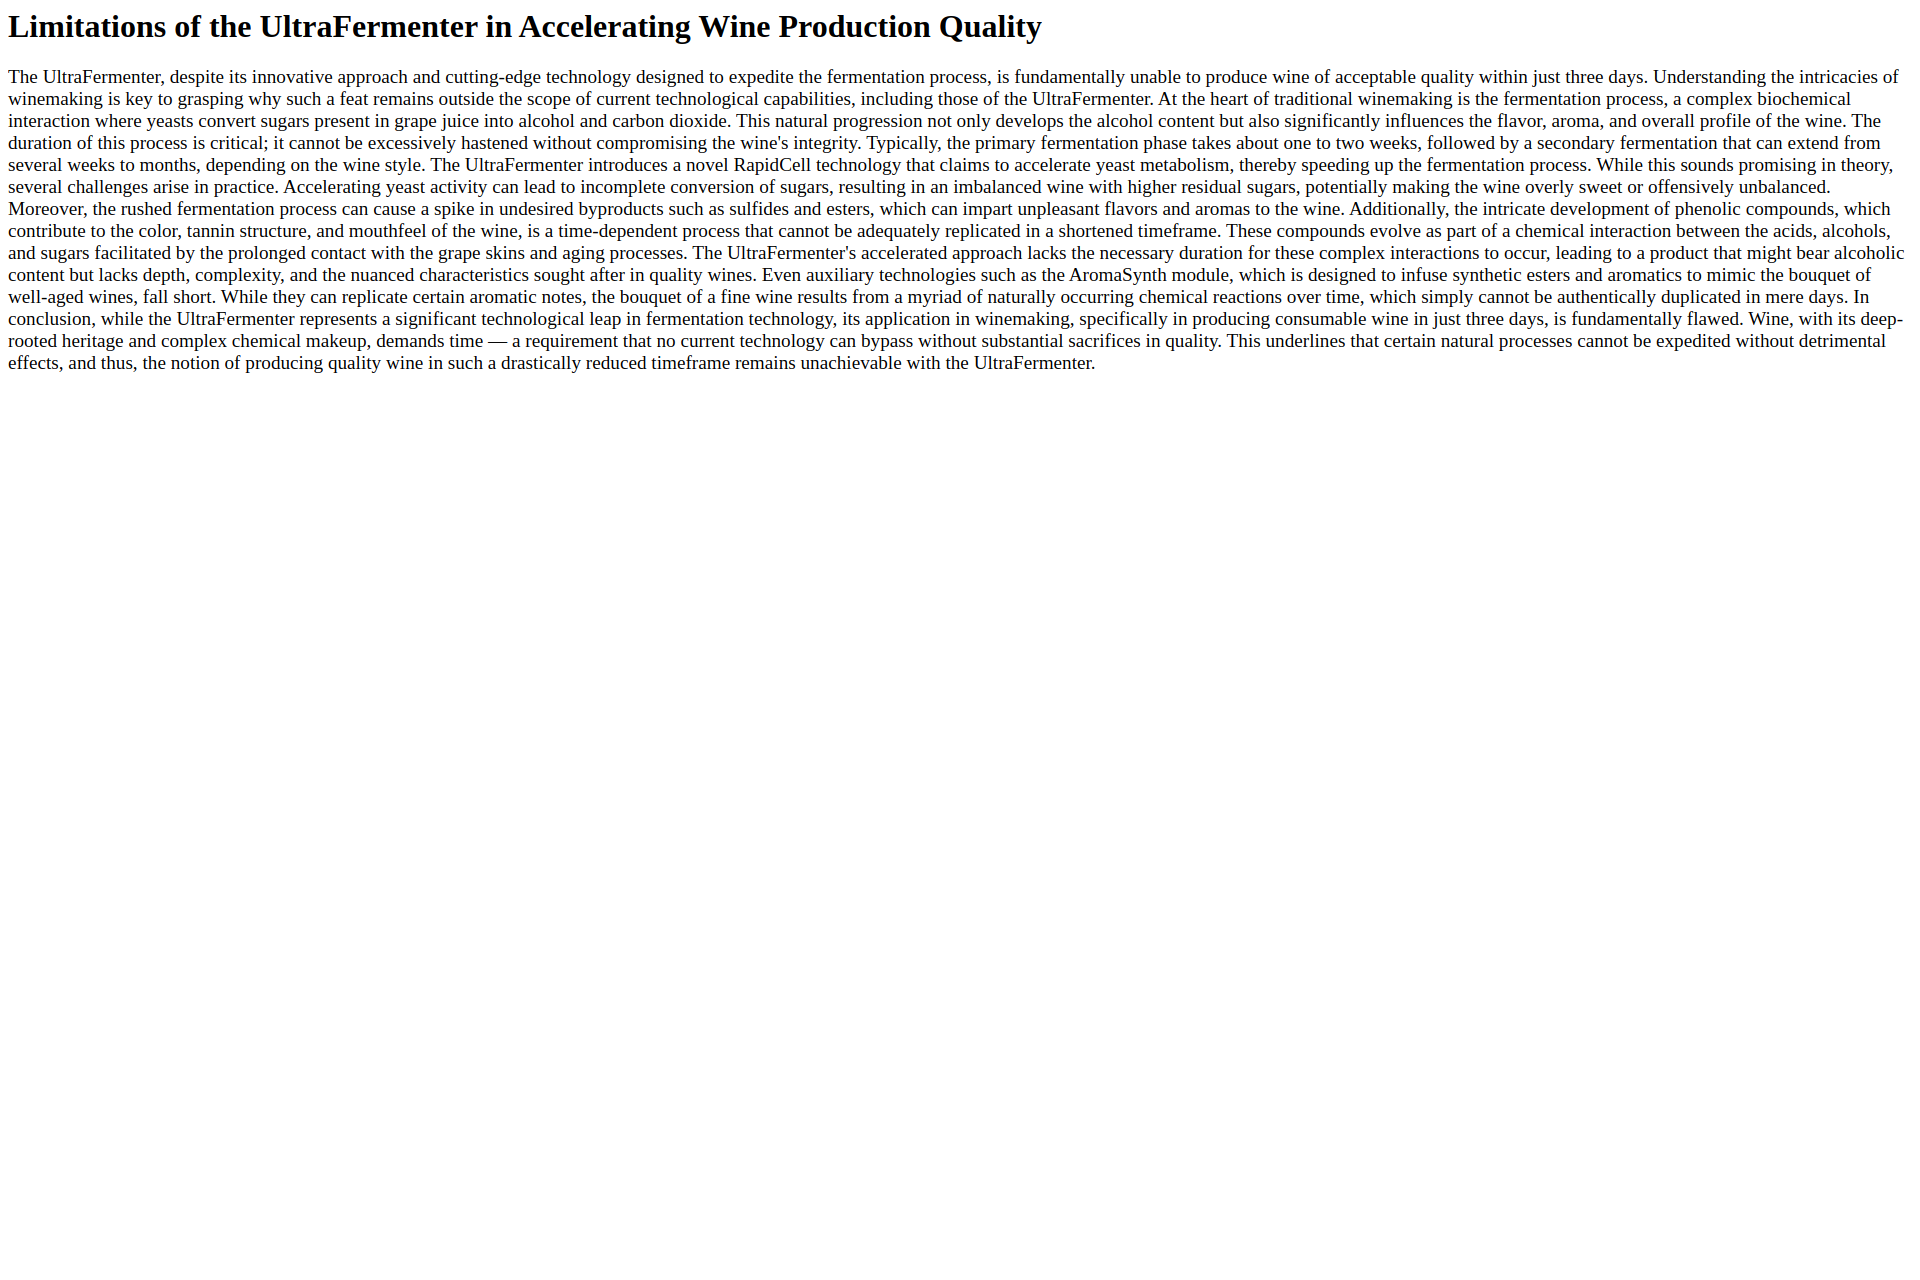 Limitations of the UltraFermenter in Accelerating Wine Production Quality
The UltraFermenter, despite its innovative approach and cutting-edge technology designed to expedite the fermentation process, is fundamentally unable to produce wine of acceptable quality within just three days. Understanding the intricacies of
winemaking is key to grasping why such a feat remains outside the scope of current technological capabilities, including those of the UltraFermenter. At the heart of traditional winemaking is the fermentation process, a complex biochemical
interaction where yeasts convert sugars present in grape juice into alcohol and carbon dioxide. This natural progression not only develops the alcohol content but also significantly influences the flavor, aroma, and overall profile of the wine. The
duration of this process is critical; it cannot be excessively hastened without compromising the wine's integrity. Typically, the primary fermentation phase takes about one to two weeks, followed by a secondary fermentation that can extend from
several weeks to months, depending on the wine style. The UltraFermenter introduces a novel RapidCell technology that claims to accelerate yeast metabolism, thereby speeding up the fermentation process. While this sounds promising in theory,
several challenges arise in practice. Accelerating yeast activity can lead to incomplete conversion of sugars, resulting in an imbalanced wine with higher residual sugars, potentially making the wine overly sweet or offensively unbalanced.
Moreover, the rushed fermentation process can cause a spike in undesired byproducts such as sulfides and esters, which can impart unpleasant flavors and aromas to the wine. Additionally, the intricate development of phenolic compounds, which
contribute to the color, tannin structure, and mouthfeel of the wine, is a time-dependent process that cannot be adequately replicated in a shortened timeframe. These compounds evolve as part of a chemical interaction between the acids, alcohols,
and sugars facilitated by the prolonged contact with the grape skins and aging processes. The UltraFermenter's accelerated approach lacks the necessary duration for these complex interactions to occur, leading to a product that might bear alcoholic
content but lacks depth, complexity, and the nuanced characteristics sought after in quality wines. Even auxiliary technologies such as the AromaSynth module, which is designed to infuse synthetic esters and aromatics to mimic the bouquet of
well-aged wines, fall short. While they can replicate certain aromatic notes, the bouquet of a fine wine results from a myriad of naturally occurring chemical reactions over time, which simply cannot be authentically duplicated in mere days. In
conclusion, while the UltraFermenter represents a significant technological leap in fermentation technology, its application in winemaking, specifically in producing consumable wine in just three days, is fundamentally flawed. Wine, with its deep-
rooted heritage and complex chemical makeup, demands time — a requirement that no current technology can bypass without substantial sacrifices in quality. This underlines that certain natural processes cannot be expedited without detrimental
effects, and thus, the notion of producing quality wine in such a drastically reduced timeframe remains unachievable with the UltraFermenter.